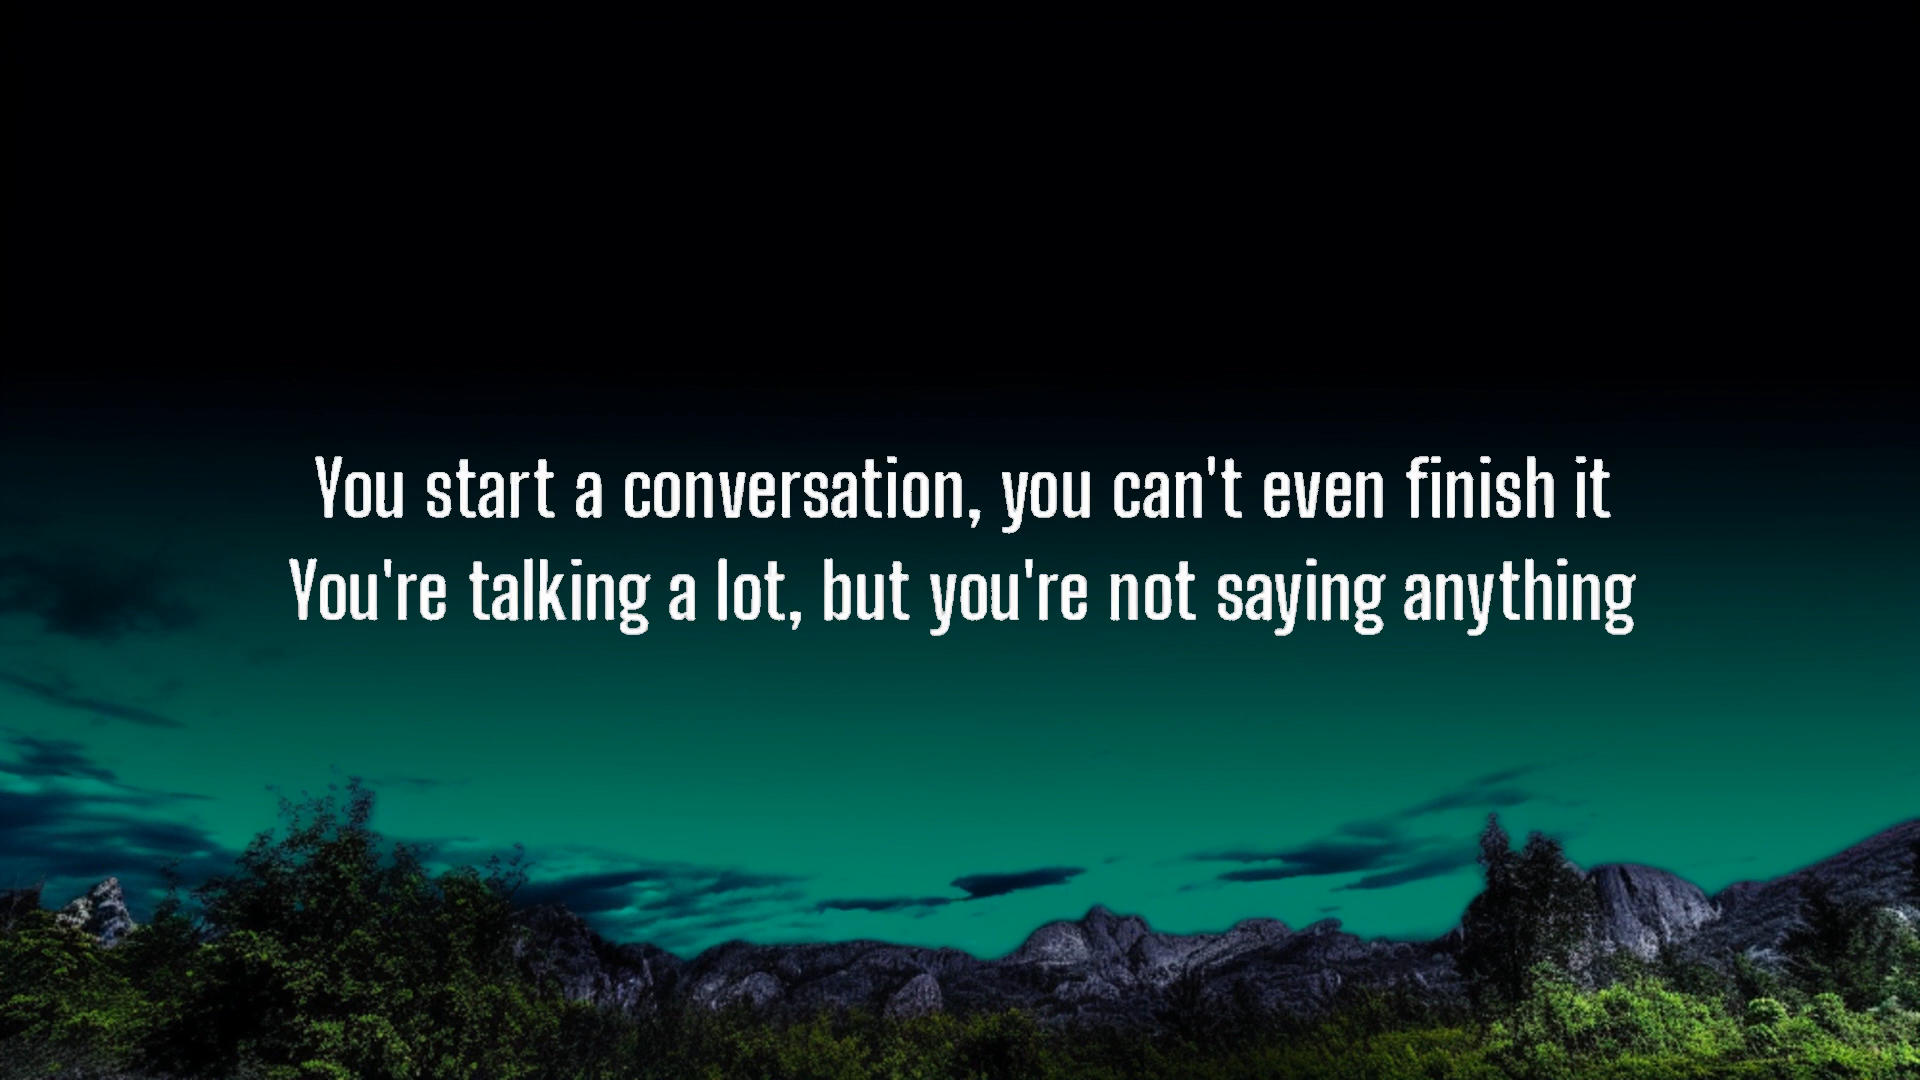 You start a conversation, you can't even finish it
You're talking a lot, but you're not saying anything